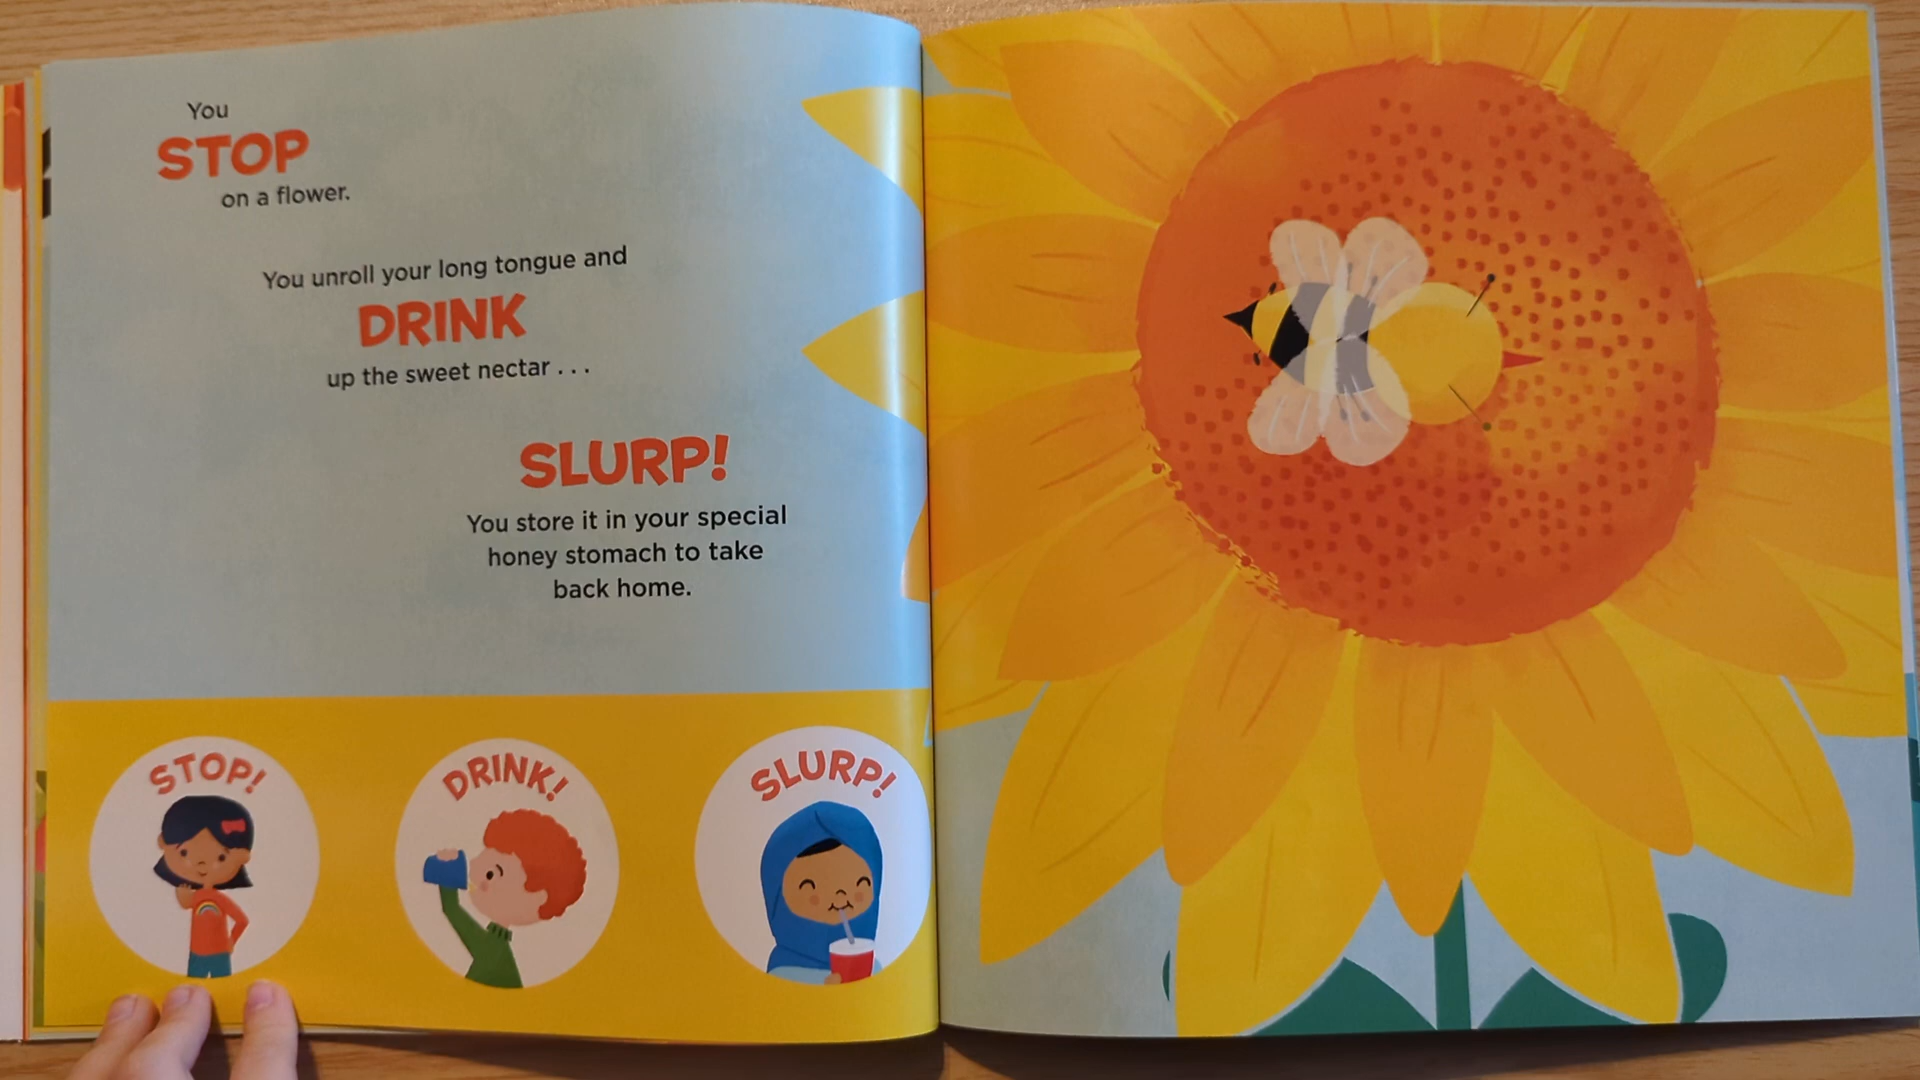 You
STOP
on a flower.
You unroll your long tongue and
DRINK
up the sweet nectar . . .
SLURP!
You store it in your special
honey stomach to take
back home.
STOP!
DRINK!
SLURP!